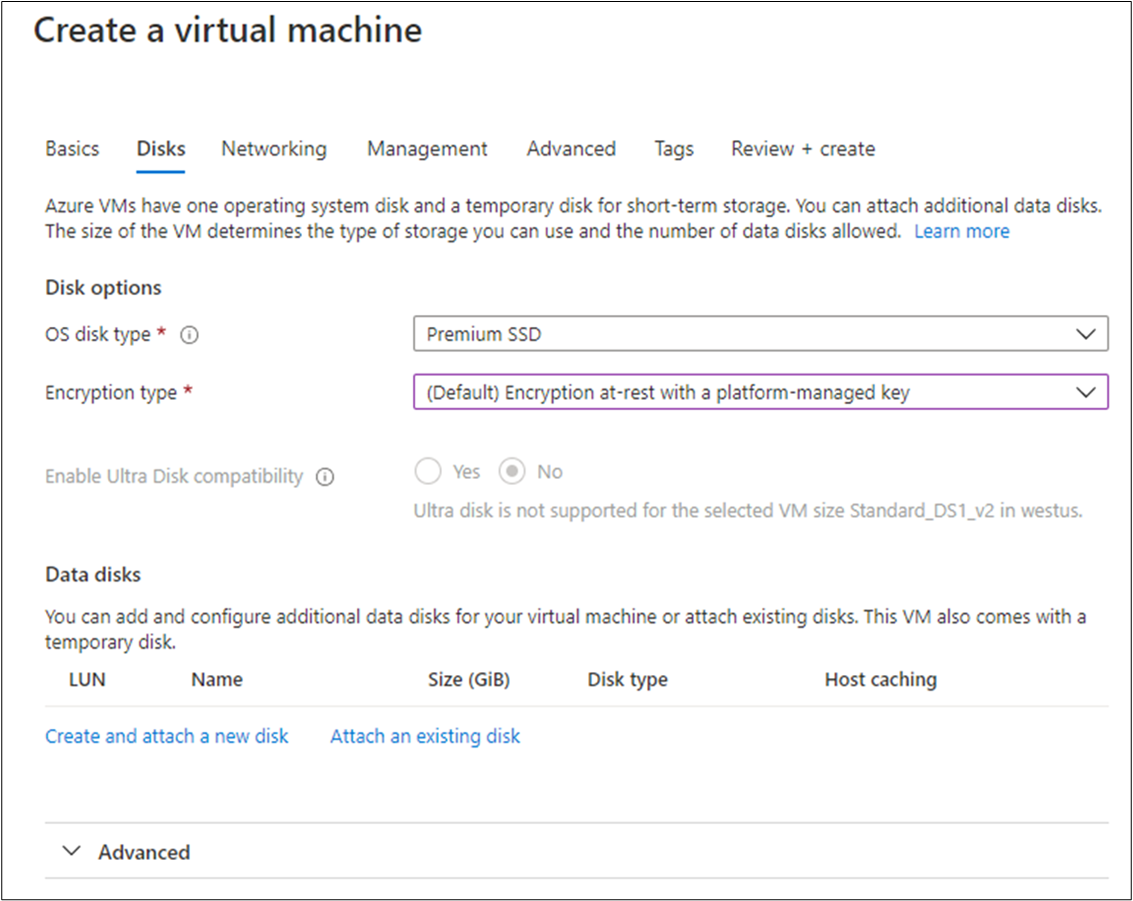 Create a virtual machine
Basics Disks Networking Management Advanced Tags Review + create
Azure VMs have one operating system disk and a temporary disk for short-term storage. You can attach additional data disks.
The size of the VM determines the type of storage you can use and the number of data disks allowed. Learn more
Disk options
OS disk type * Premium SSD
Encryption type * (Default) Encryption at-rest with a platform-managed key
Enable Ultra Disk compatibility Yes No
Ultra disk is not supported for the selected VM size Standard_DS1_v2 in westus.
Data disks
You can add and configure additional data disks for your virtual machine or attach existing disks. This VM also comes with a
temporary disk.
LUN Name Size (GiB) Disk type Host caching
Create and attach a new disk Attach an existing disk
Advanced